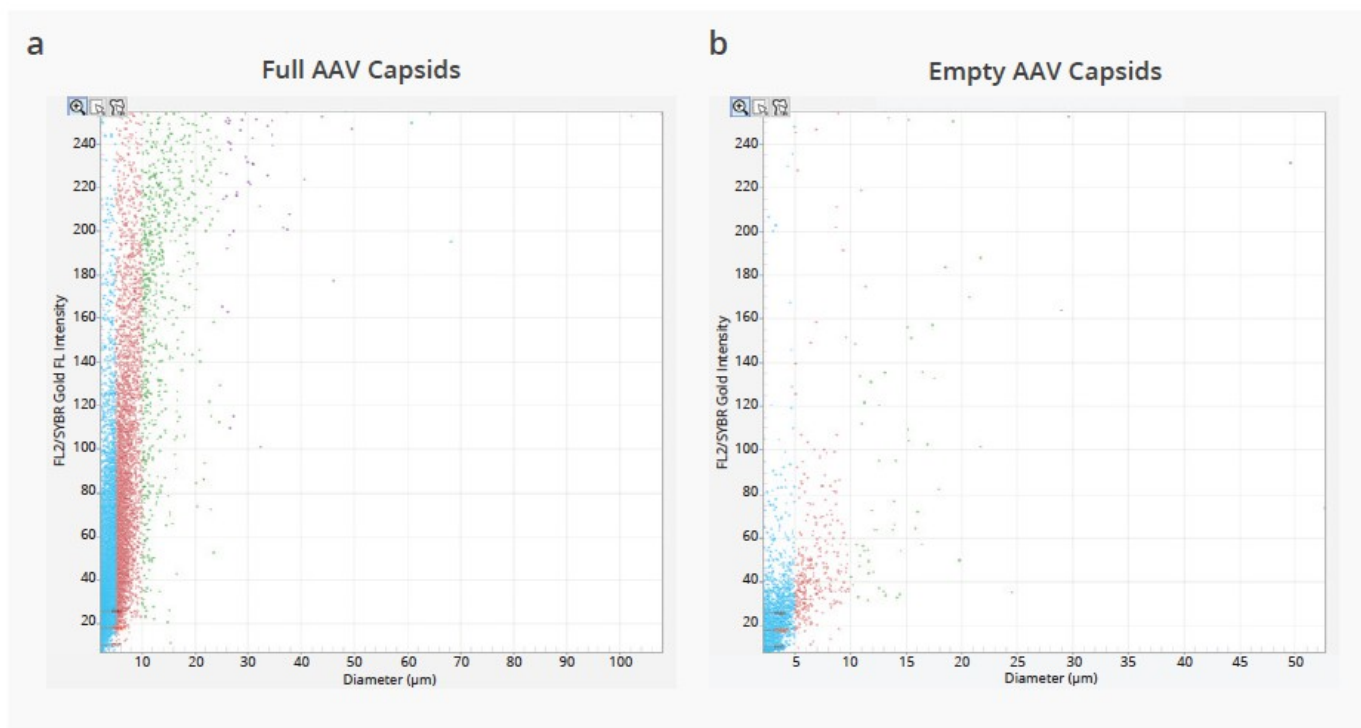 a
Full AAV Capsids
240
220
200
180
160
140
120
100
80
60
40
20
FL2/SYBR Gold FL Intensity
10 20 30 40 50 60 70 80 90 100
Diameter (µm)
b
Empty AAV Capsids
240
220
200
180
160
140
120
100
80
60
40
20
FL2/SYBR Gold Intensity
5 10 15 20 25 30 35 40 45 50
Diameter (µm)